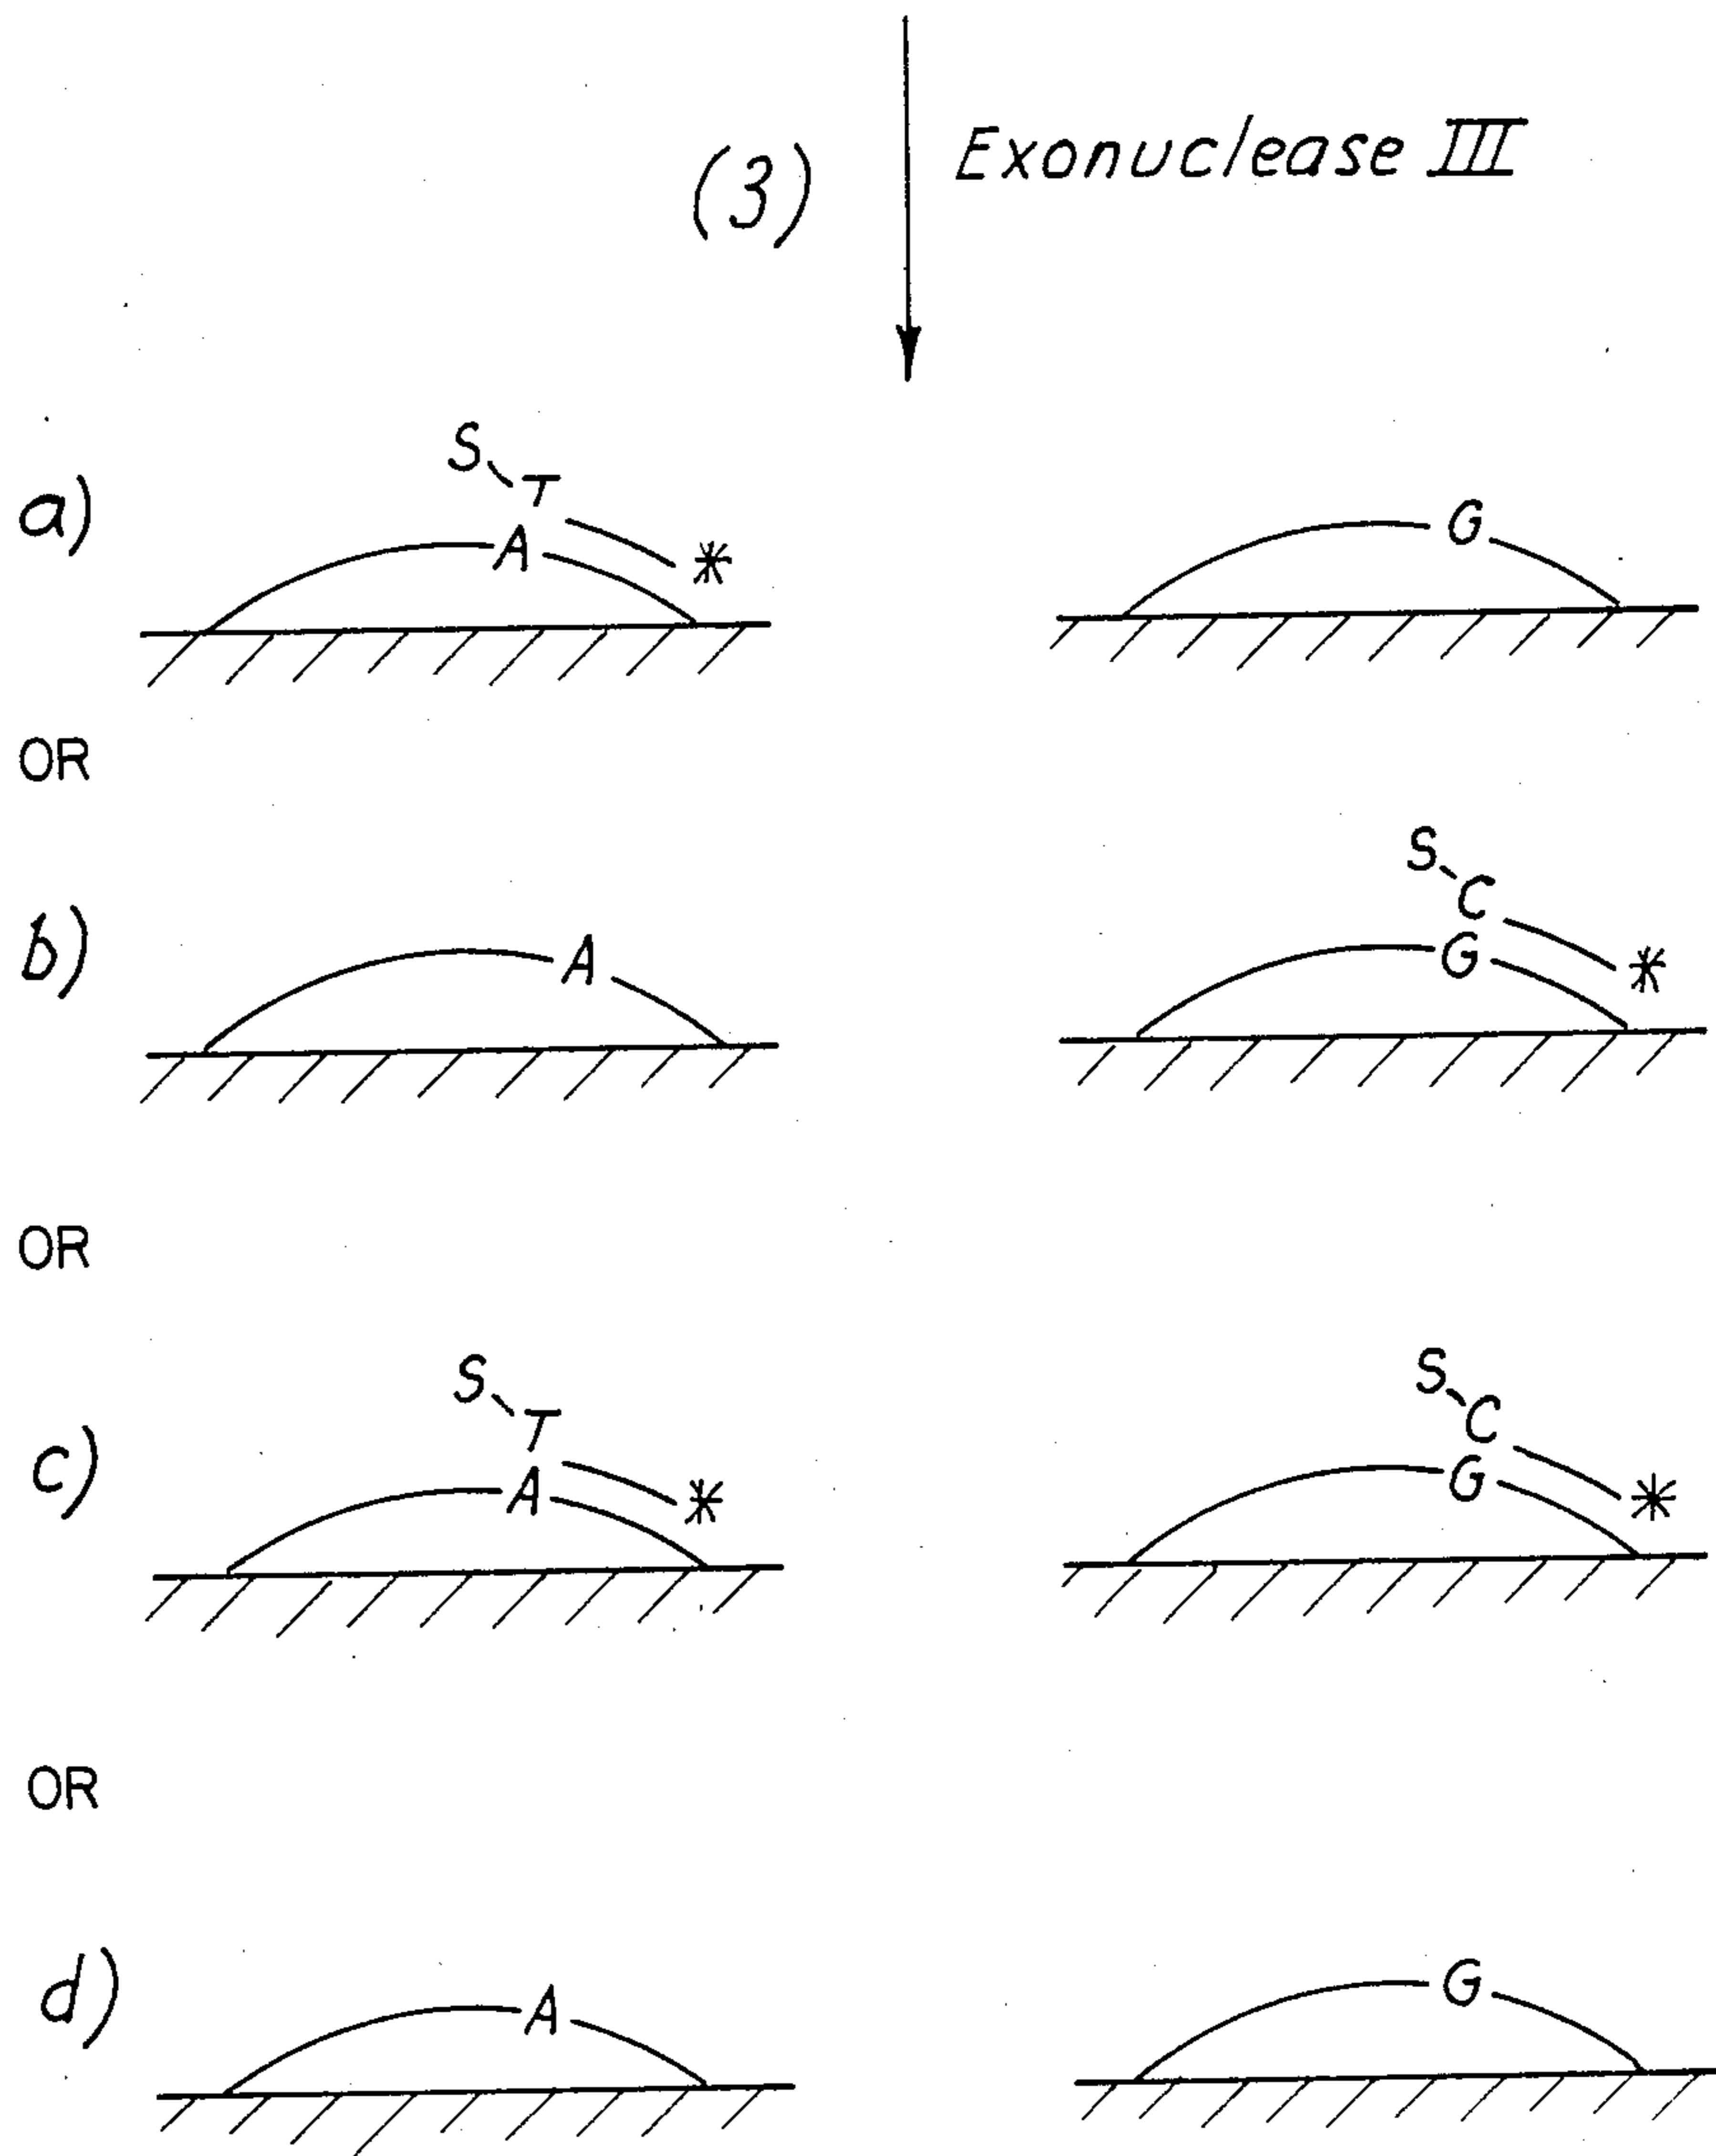 (3) Exonuclease III
a)
S
T
A *
G
OR
b)
A
S
C
G *
OR
c)
S
T
A *
S
C
G *
OR
d)
A
G